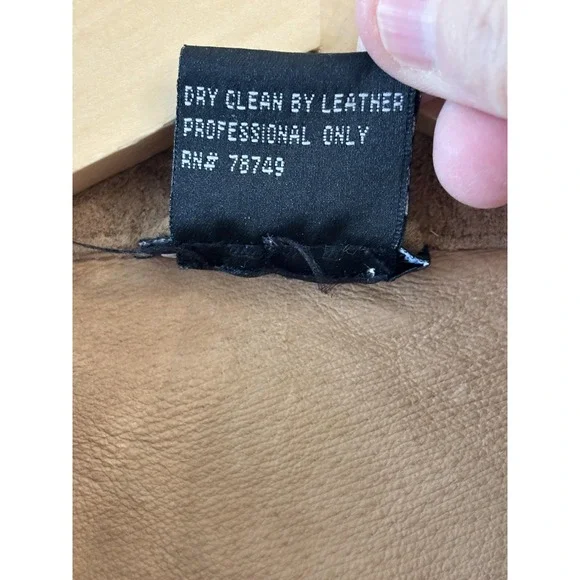 DRY CLEAN BY LEATHER
PROFESSIONAL ONLY
RN# 78749